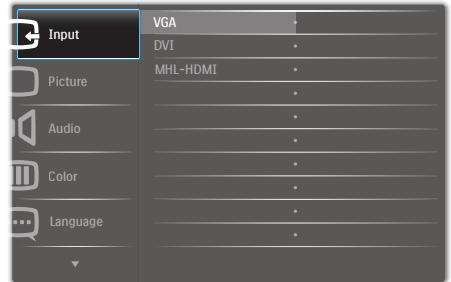 Input
Picture
Audio
Color
Language
VGA
DVI
MHL-HDMI